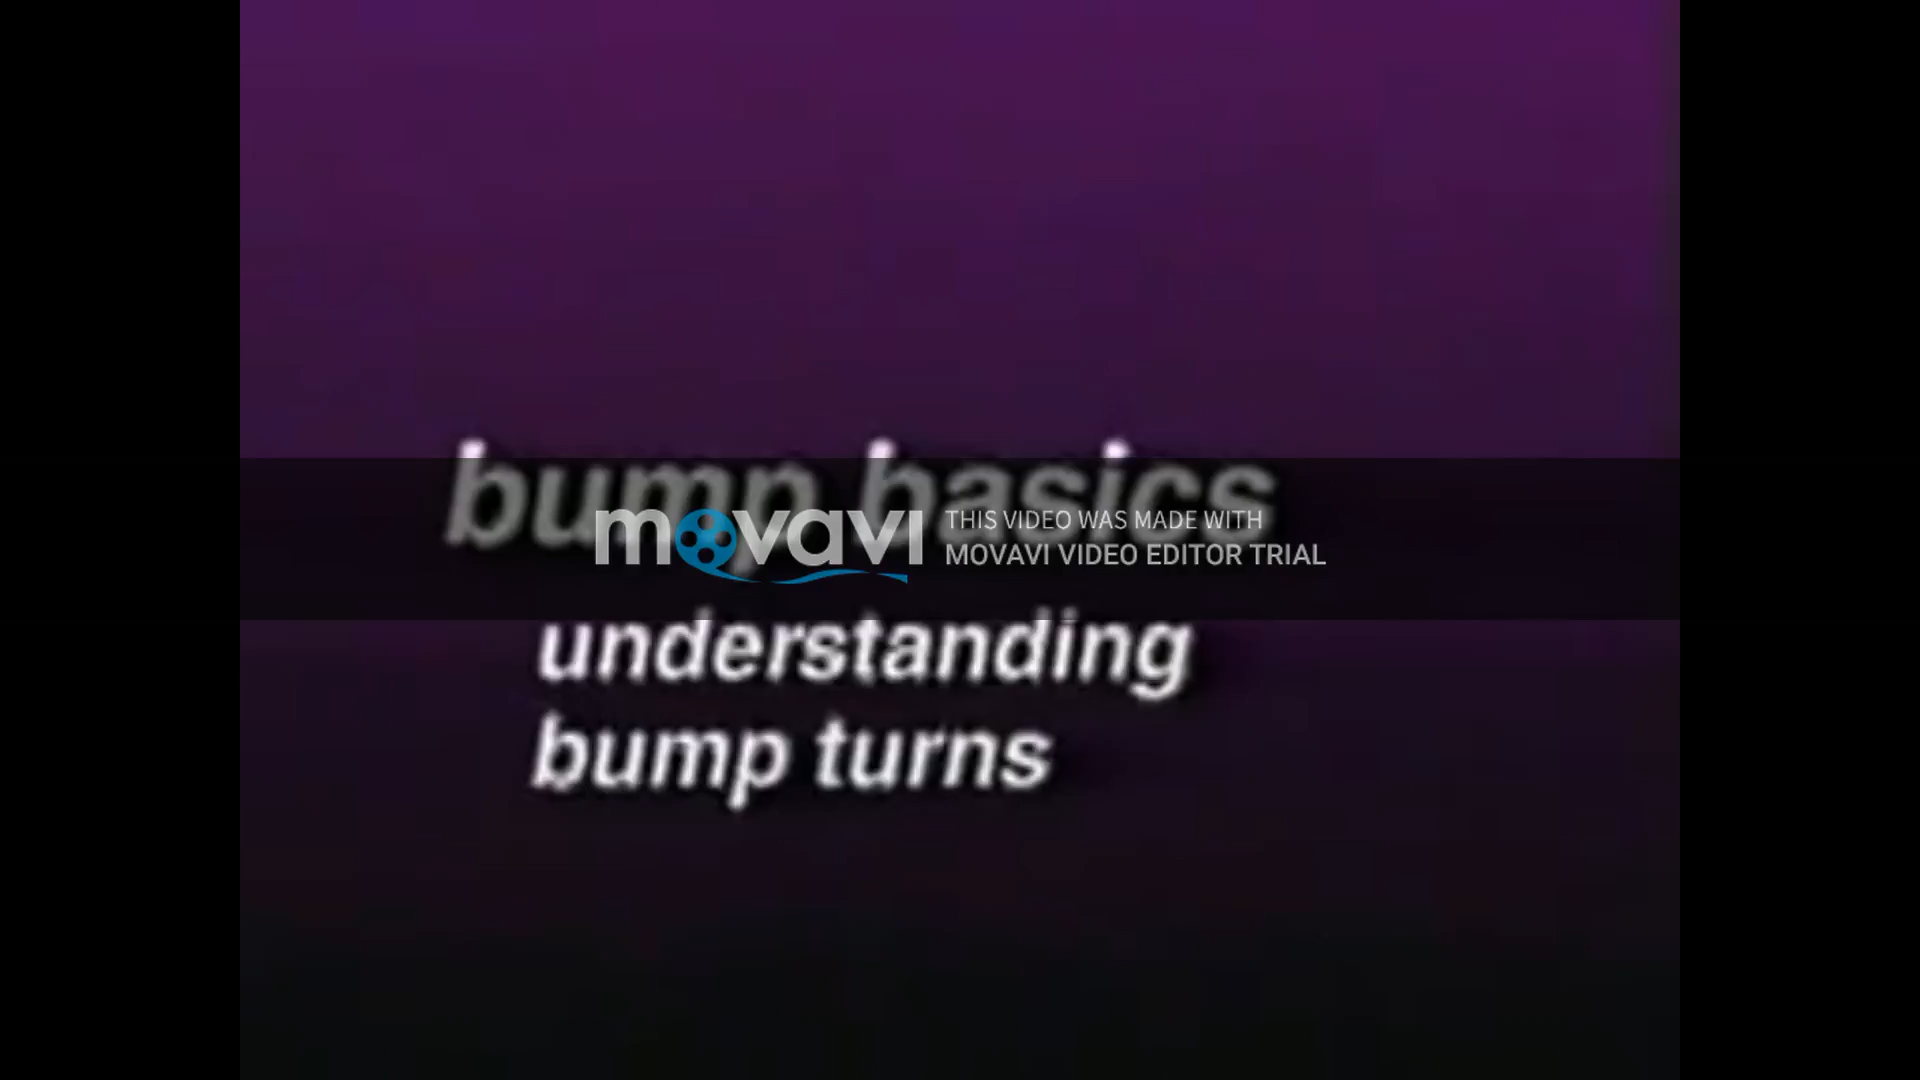 bump basics
movavi
THIS VIDEO WAS MADE WITH
MOVAVI VIDEO EDITOR TRIAL
understanding
bump turns